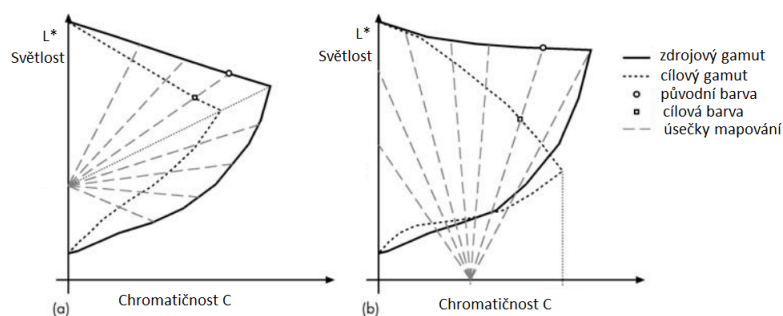 L*
Světlost
Chromatičnost C
(a)
L*
Světlost
Chromatičnost C
(b)
zdrojový gamut
cílový gamut
původní barva
cílová barva
úsečky mapování